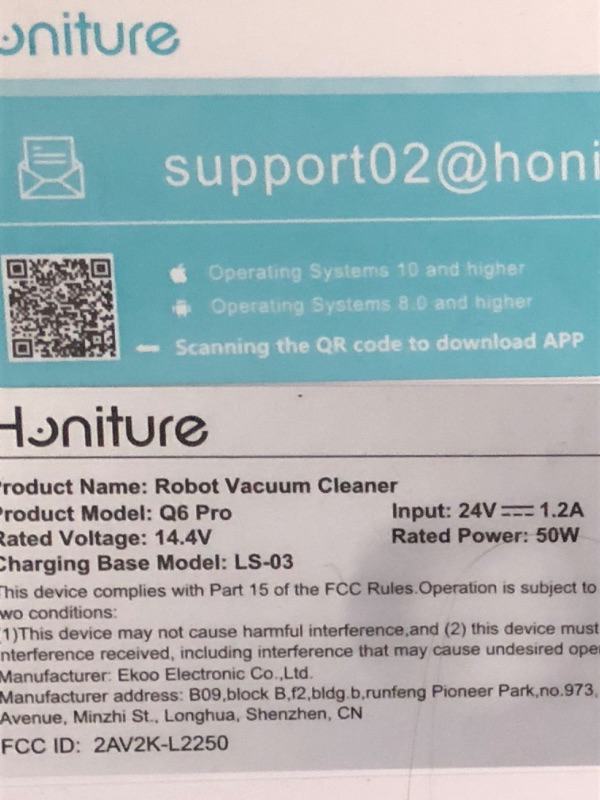 oniture
support02@honi
Operating Systems 10 and higher
Operating Systems 8.0 and higher
Scanning the QR code to download APP
Honiture
roduct Name: Robot Vacuum Cleaner
roduct Model: Q6 Pro
Input: 24V⎓1.2A
Rated Voltage: 14.4V
Rated Power: 50W
Charging Base Model: LS-03
This device complies with Part 15 of the FCC Rules.Operation is subject to
wo conditions:
(1)This device may not cause harmful interference,and (2) this device must
nterference received, including interference that may cause undesired ope
Manufacturer: Ekoo Electronic Co.,Ltd.
Manufacturer address: B09,block B,f2,bldg.b,runfeng Pioneer Park,no.973,
Avenue, Minzhi St., Longhua, Shenzhen, CN
FCC ID: 2AV2K-L2250